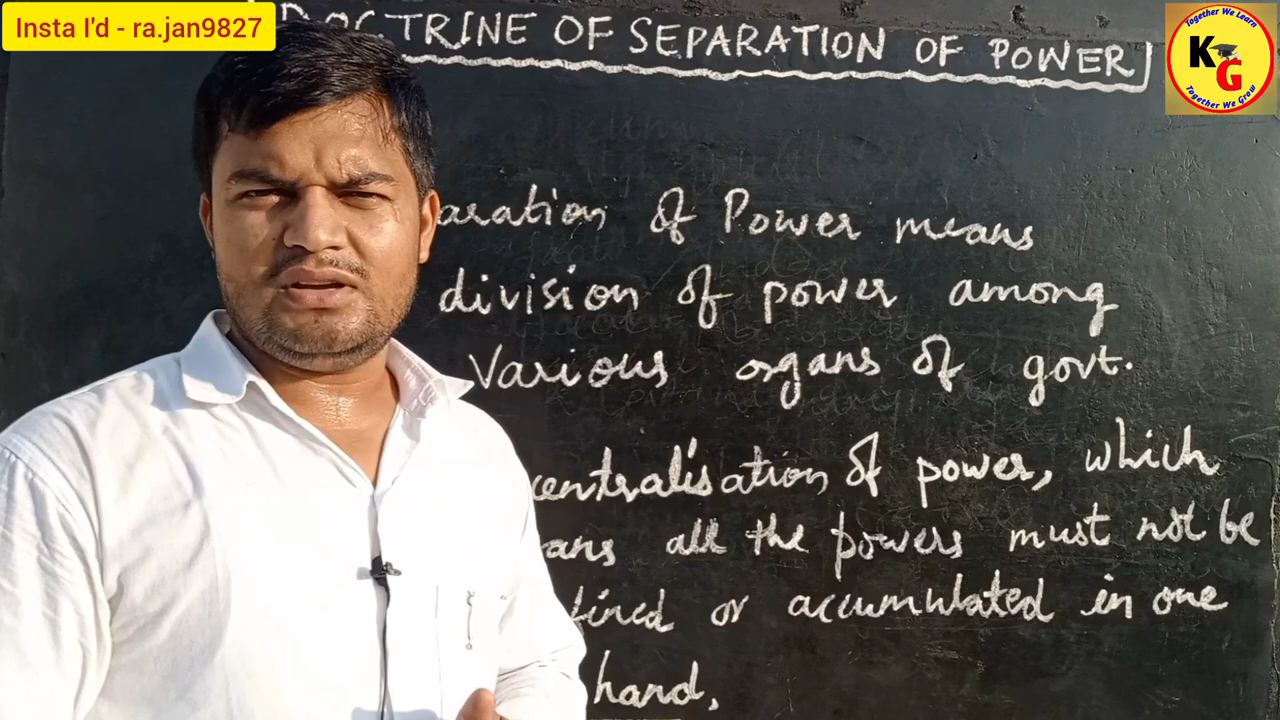 Insta I'd - ra.jan9827
DOCTRINE OF SEPARATION OF POWER
Together We Learn
KG
Together We Grow
aration of Power means
division of power among
Various organs of govt.
centralisation of power, which
ans all the powers must not be
fined or accumulated in one
hand,